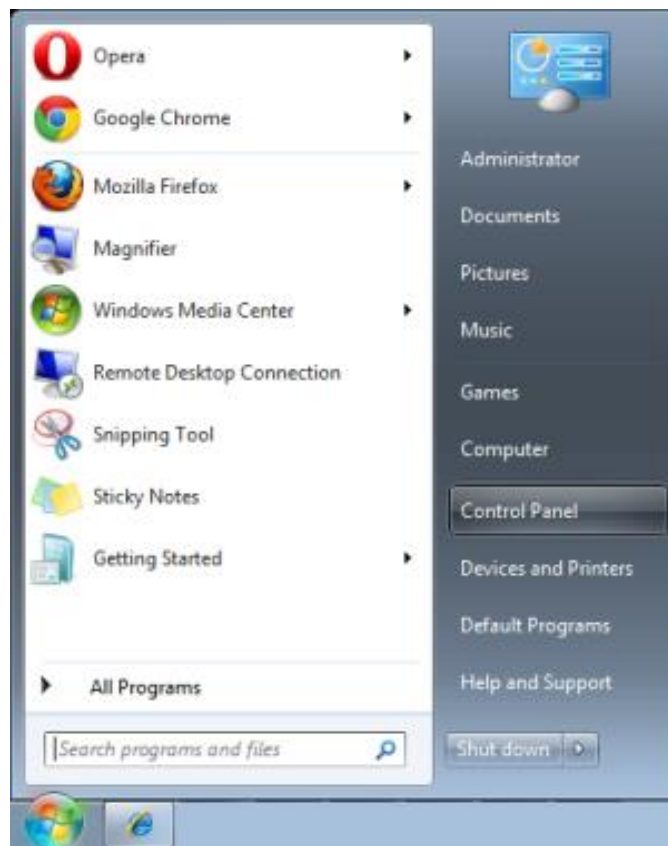 Opera
Google Chrome
Mozilla Firefox
Magnifier
Windows Media Center
Remote Desktop Connection
Snipping Tool
Sticky Notes
Getting Started
All Programs
Search programs and files
Administrator
Documents
Pictures
Music
Games
Computer
Control Panel
Devices and Printers
Default Programs
Help and Support
Shut down